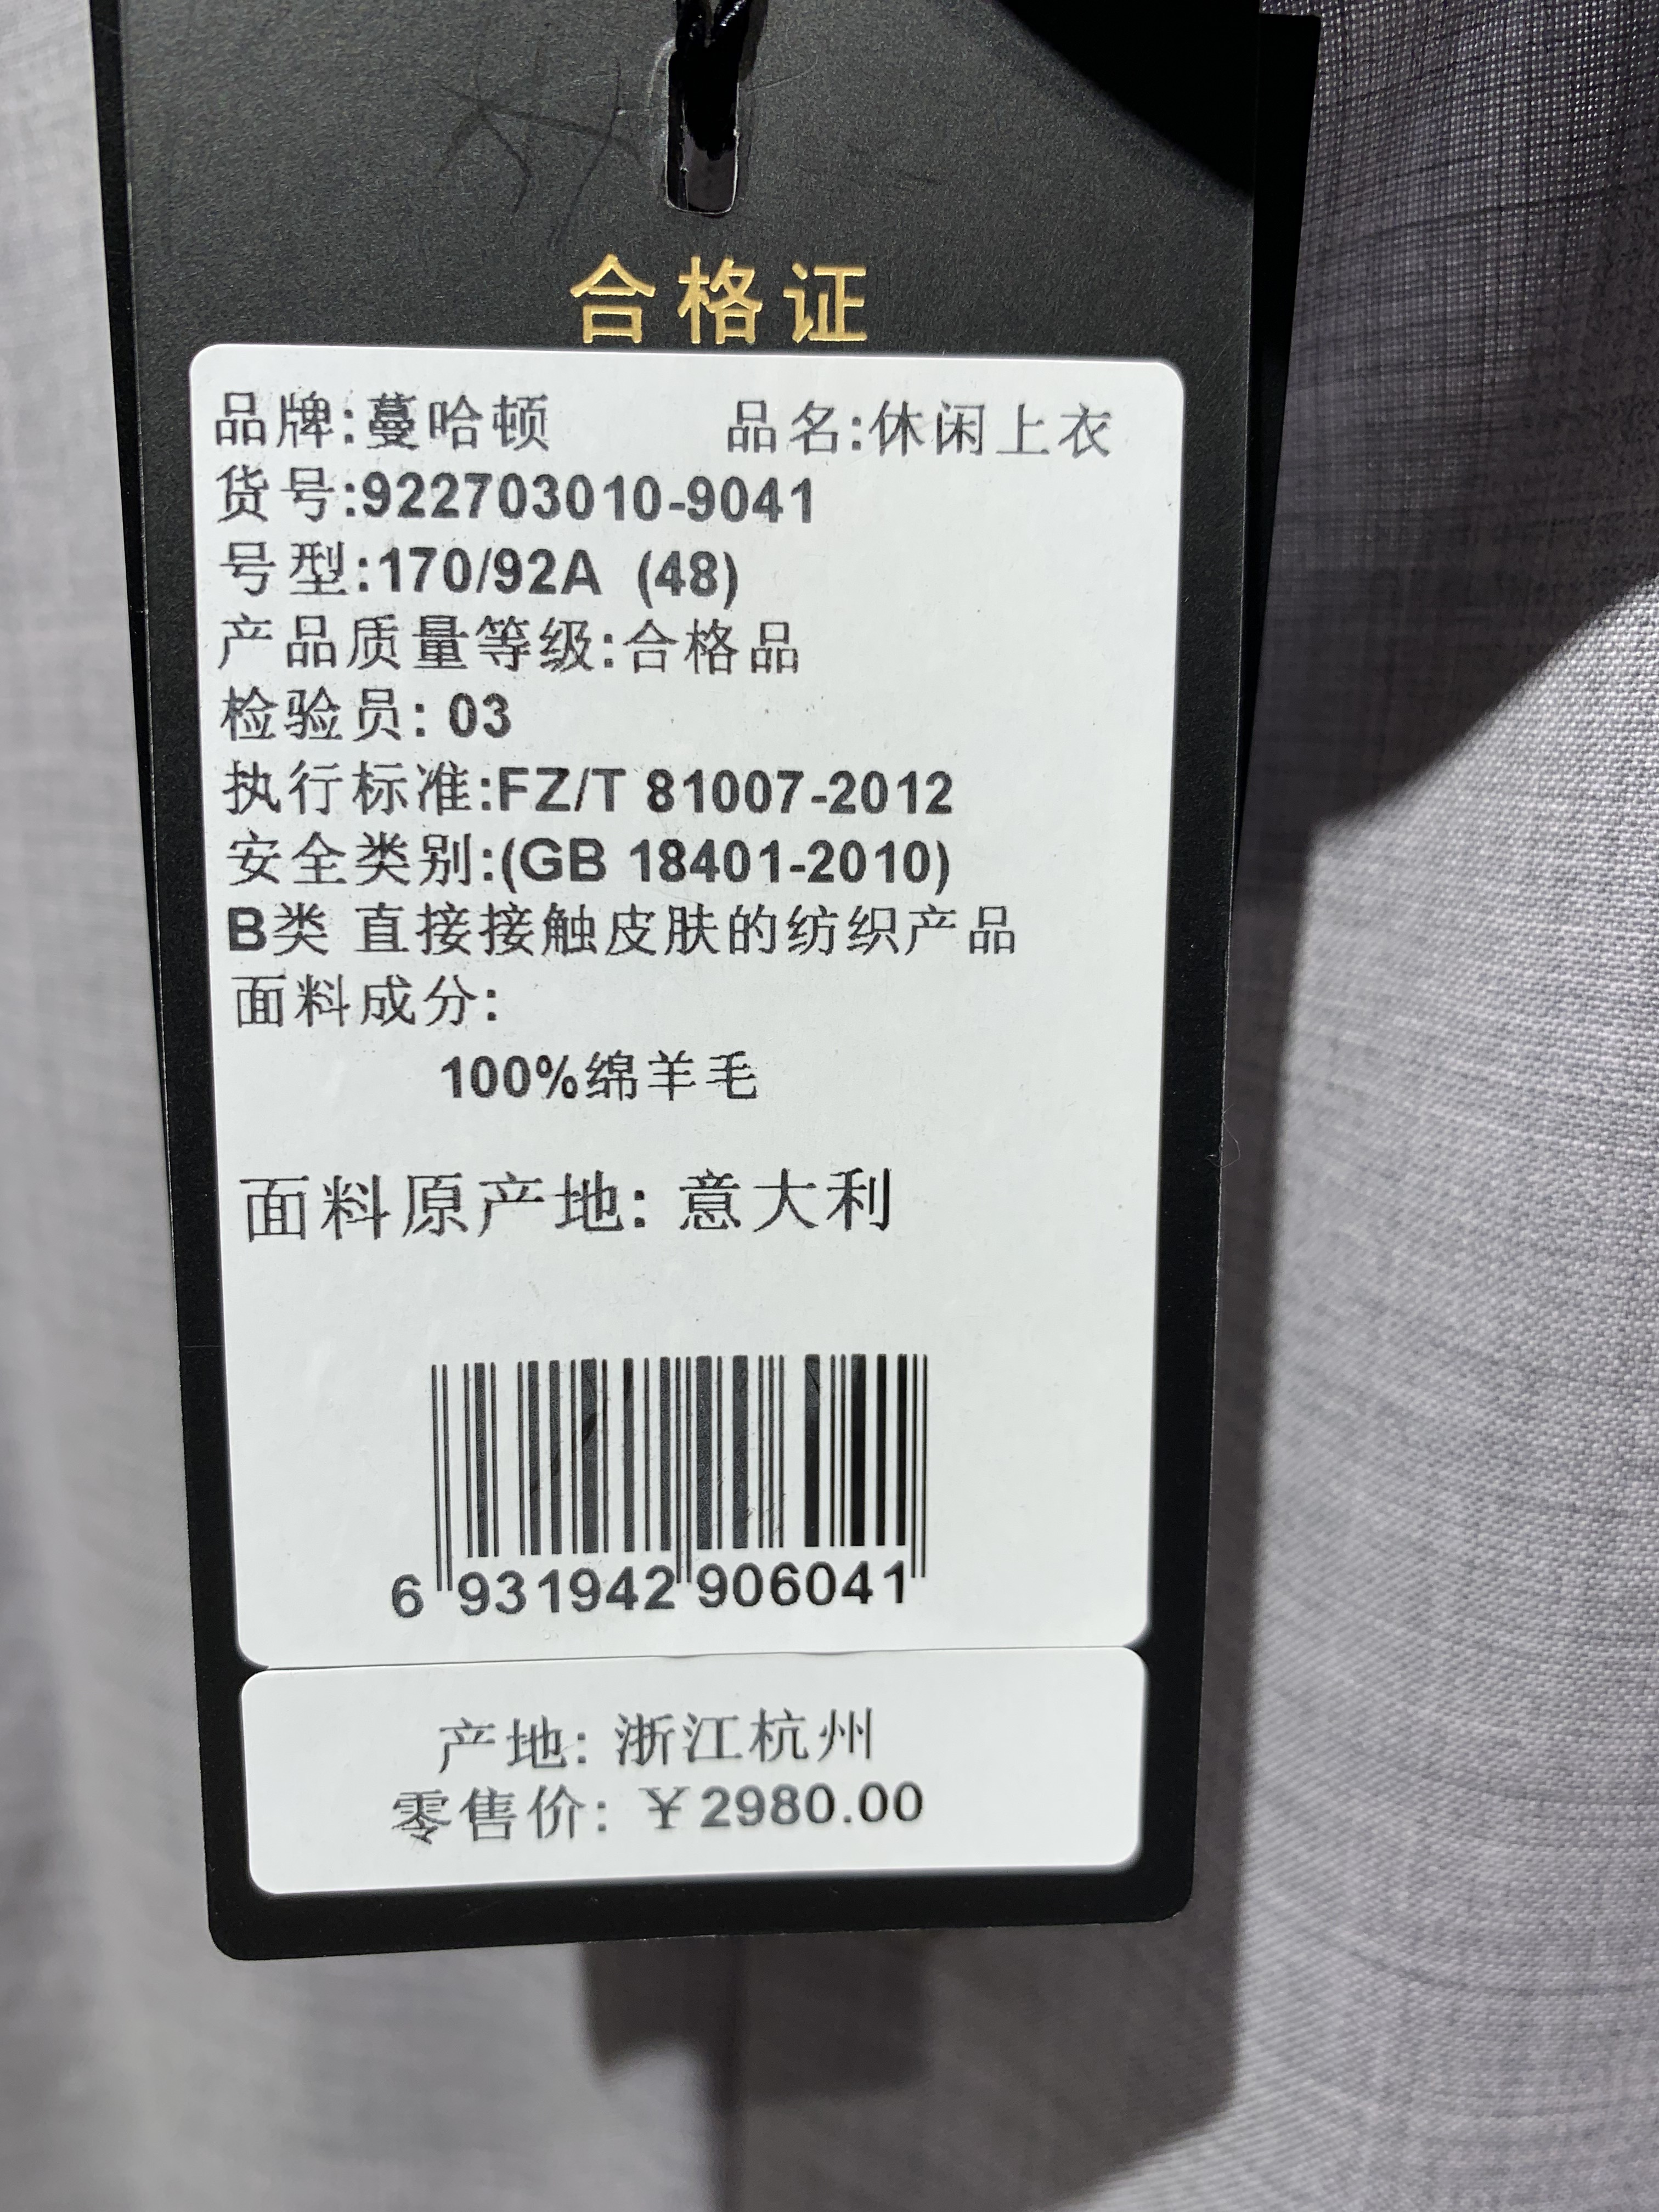 合格证
品牌:蔓哈顿 品名:休闲上衣
货号:922703010-9041
号型:170/92A (48)
产品质量等级:合格品
检验员: 03
执行标准:FZ/T 81007-2012
安全类别:(GB 18401-2010)
B类 直接接触皮肤的纺织产品
面料成分:
100%绵羊毛
面料原产地: 意大利
6 931942 906041
产地: 浙江杭州
零售价: ￥2980.00